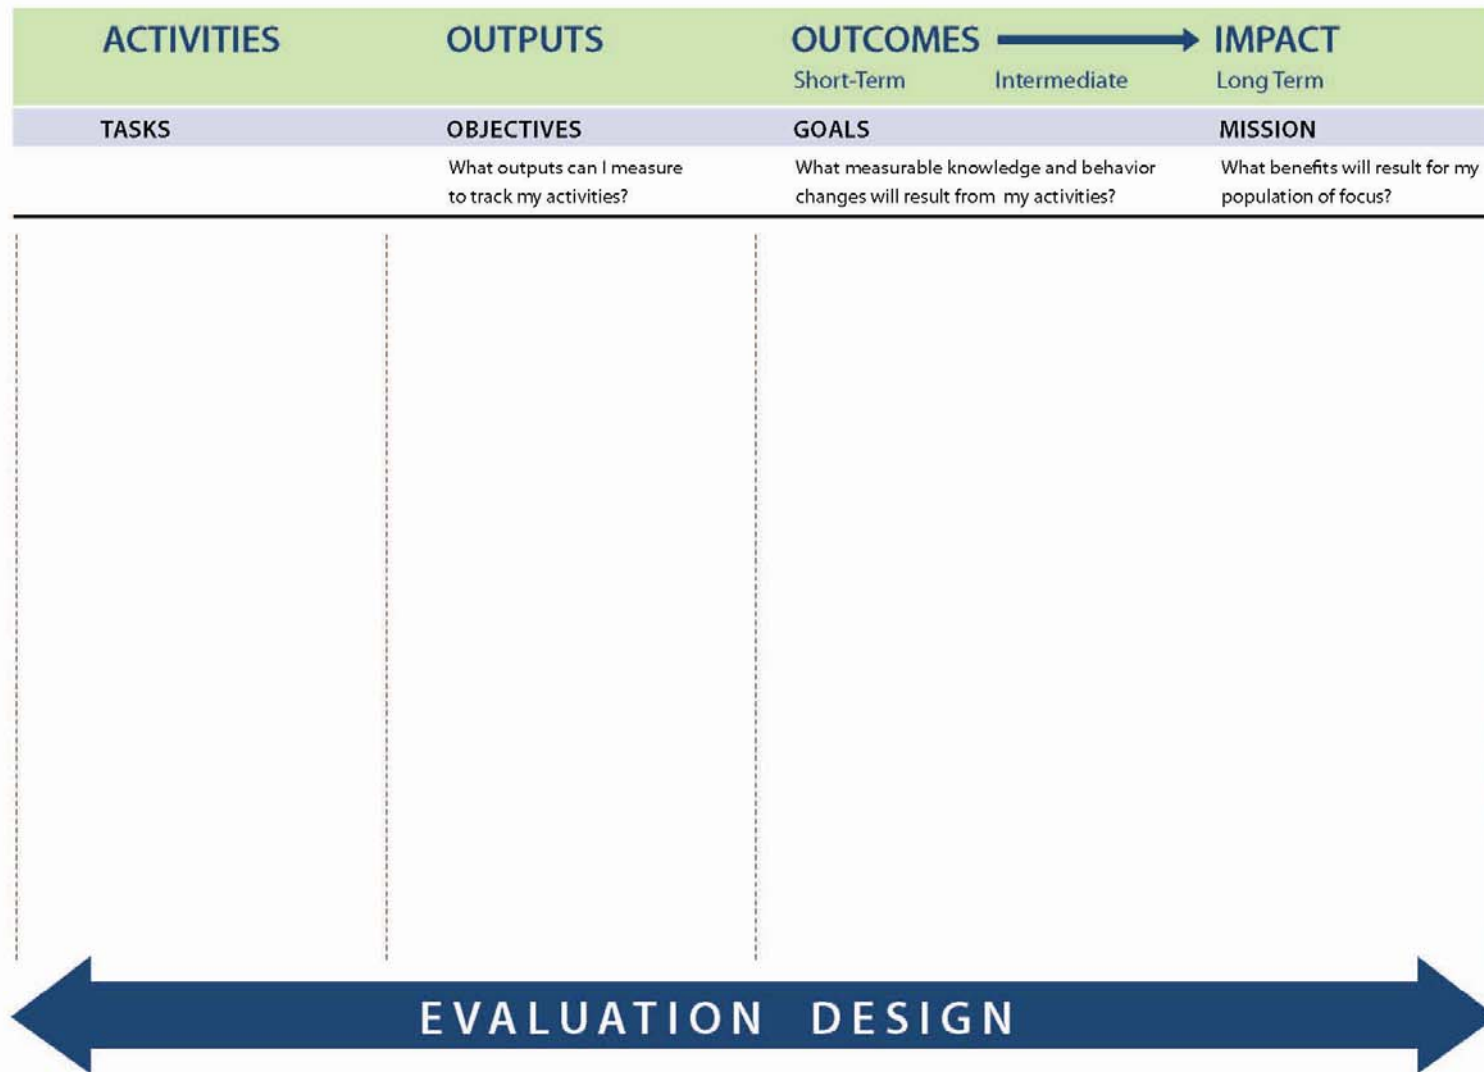 ACTIVITIES OUTPUTS OUTCOMES IMPACT
Short-Term Intermediate Long Term
TASKS OBJECTIVES GOALS MISSION
What outputs can I measure
to track my activities?
What measurable knowledge and behavior
changes will result from my activities?
What benefits will result for my
population of focus?
EVALUATION DESIGN